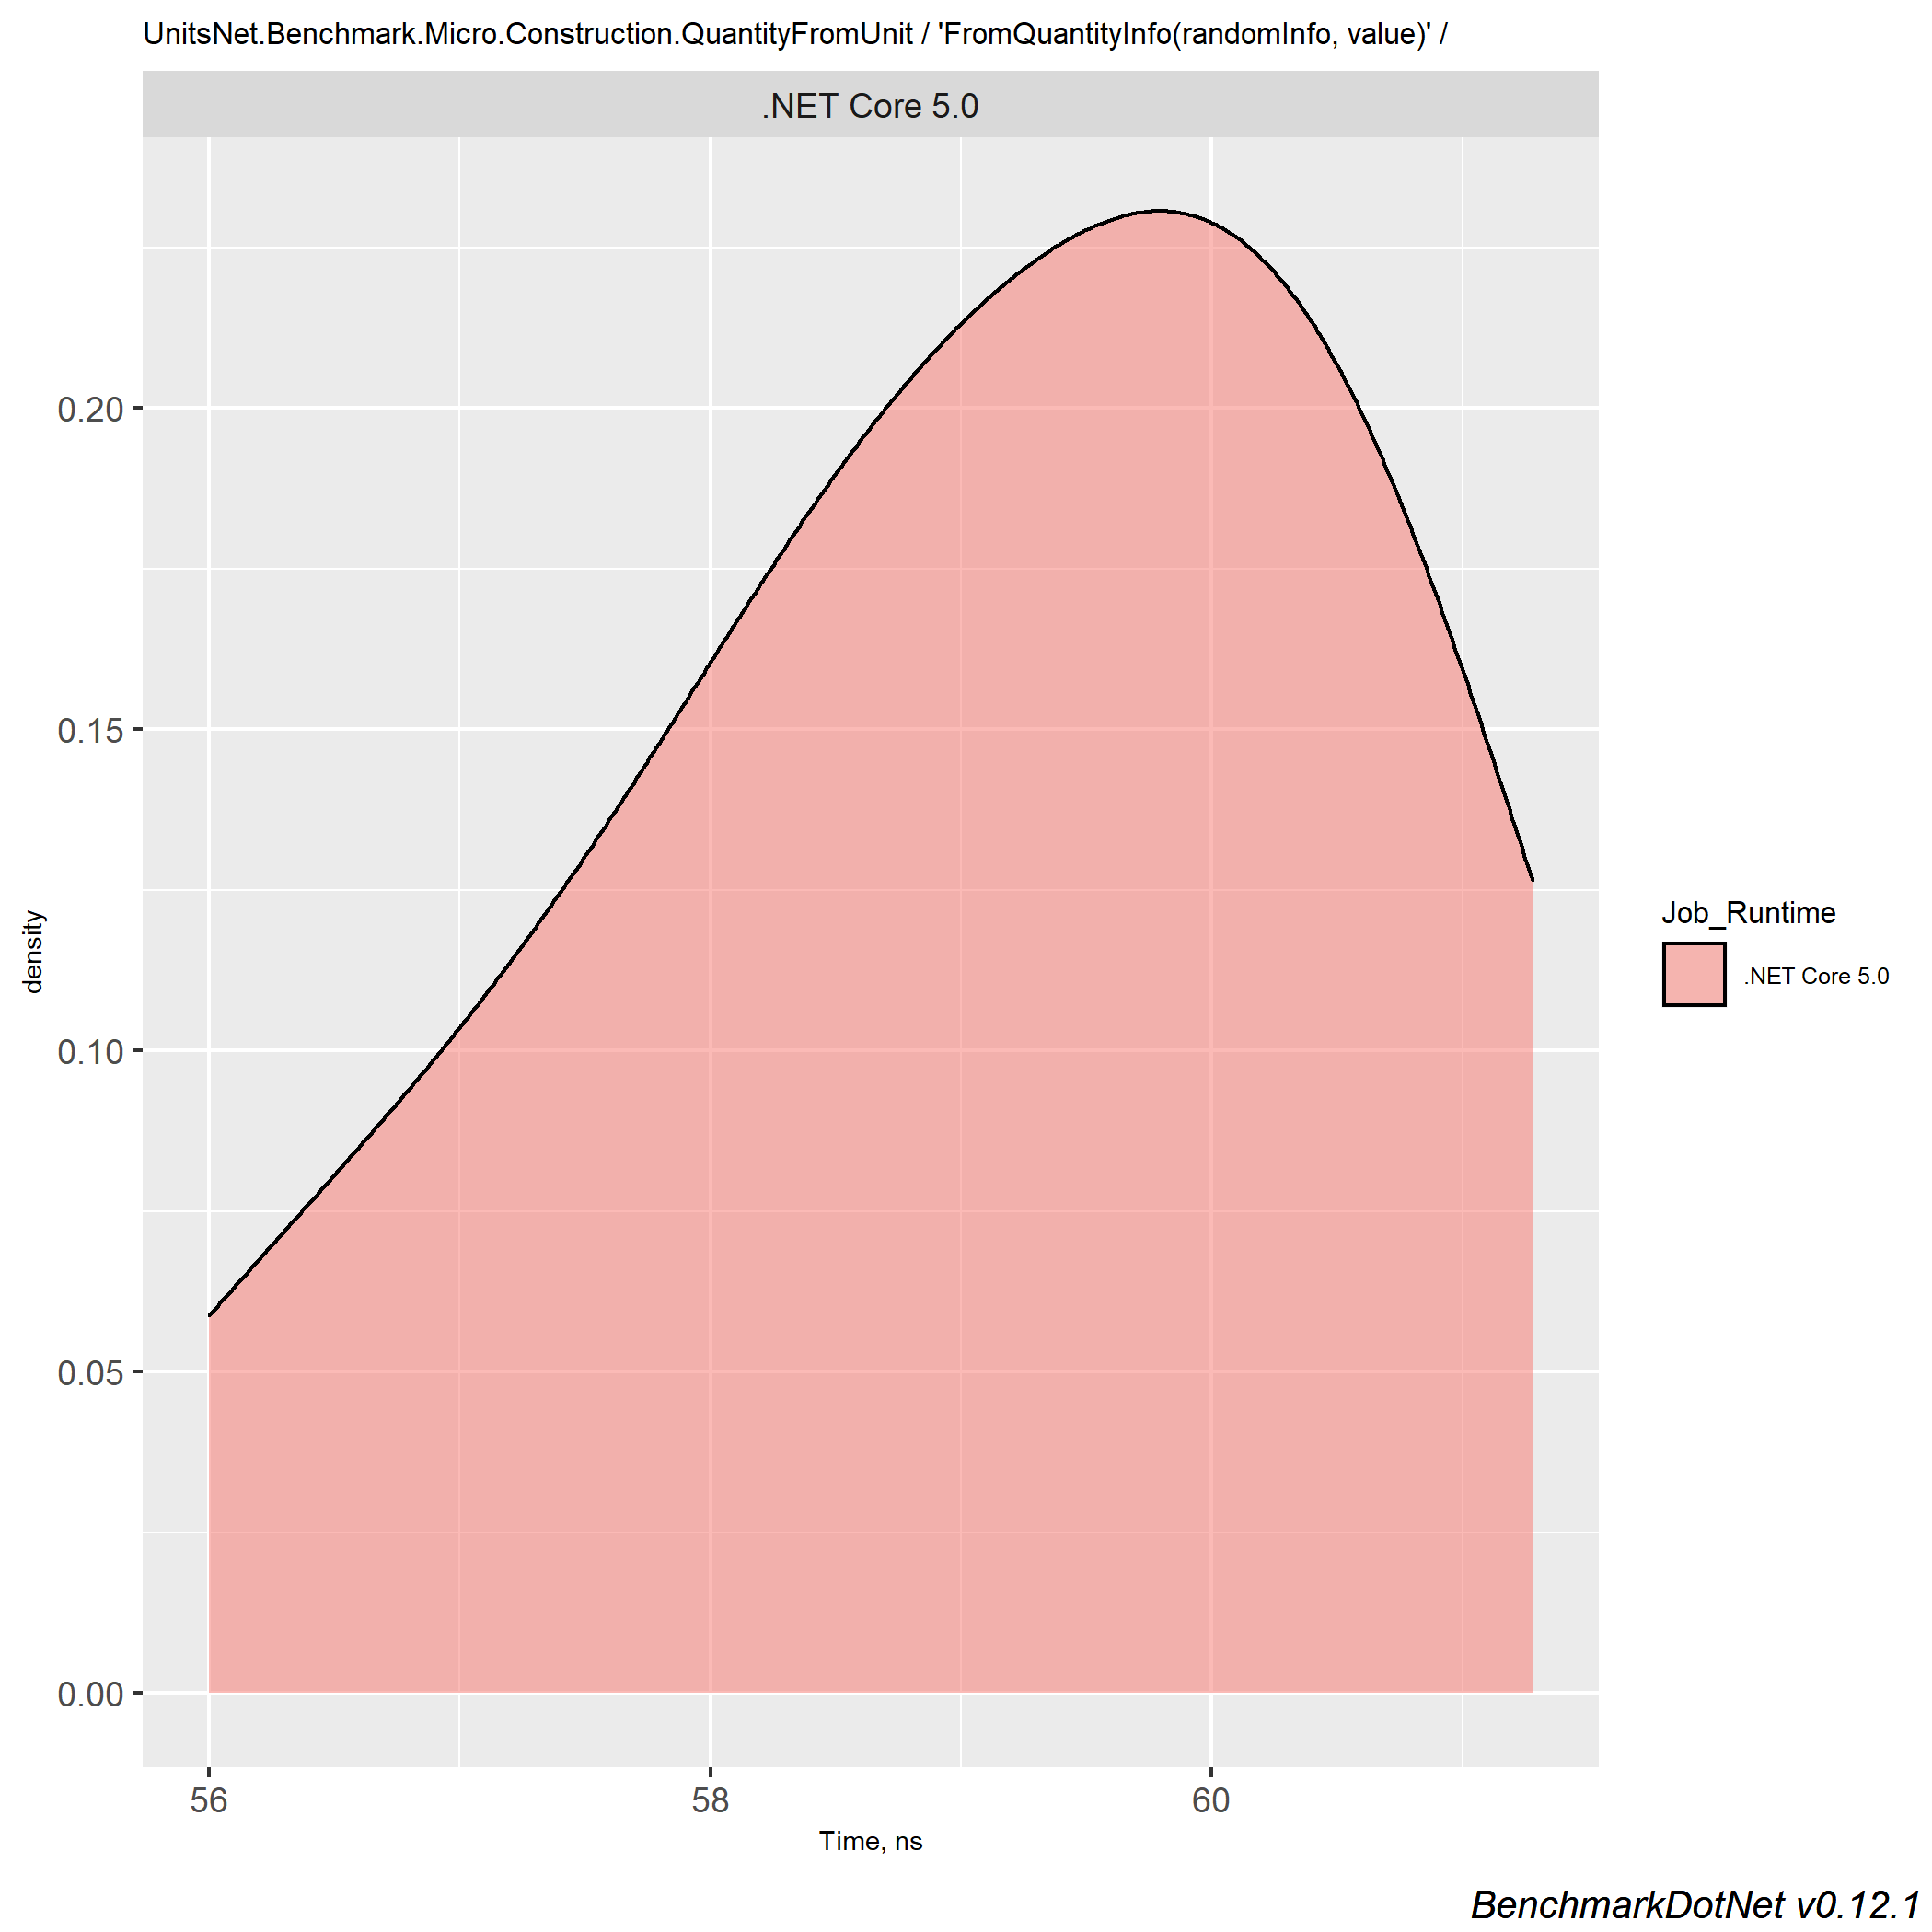 UnitsNet.Benchmark.Micro.Construction.QuantityFromUnit / 'FromQuantityInfo(randomInfo, value)' /
.NET Core 5.0
0.20
0.15
0.10
0.05
0.00
density
56 58 60
Time, ns
Job_Runtime
.NET Core 5.0
BenchmarkDotNet v0.12.1